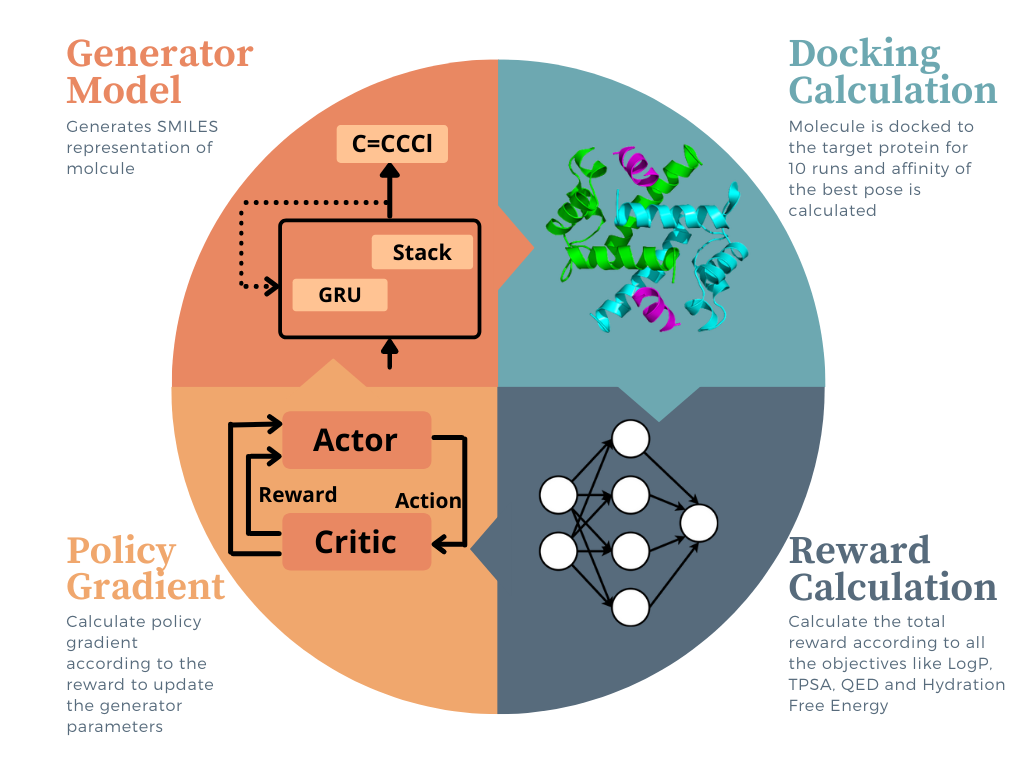 Generator
Model
Generates SMILES
representation of
molcule
C=CCCl
Stack
GRU
Docking
Calculation
Molecule is docked to
the target protein for
10 runs and affinity of
the best pose is
calculated
Actor
Reward
Action
Critic
Policy
Gradient
Calculate policy
gradient
according to the
reward to update
the generator
parameters
Reward
Calculation
Calculate the total
reward according to all
the objectives like LogP,
TPSA, QED and Hydration
Free Energy